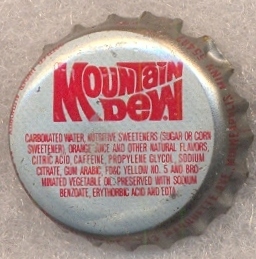 MOUNTAIN
DEW
CARBONATED WATER, NUTRITIVE SWEETENERS (SUGAR OR CORN
SWEETENER), ORANGE JUICE AND OTHER NATURAL FLAVORS,
CITRIC ACID, CAFFEINE, PROPYLENE GLYCOL, SODIUM
CITRATE, GUM ARABIC, FD&C YELLOW NO. 5 AND BRO-
MINATED VEGETABLE OIL: PRESERVED WITH SODIUM
BENZOATE, ERYTHORBIC ACID AND EDTA